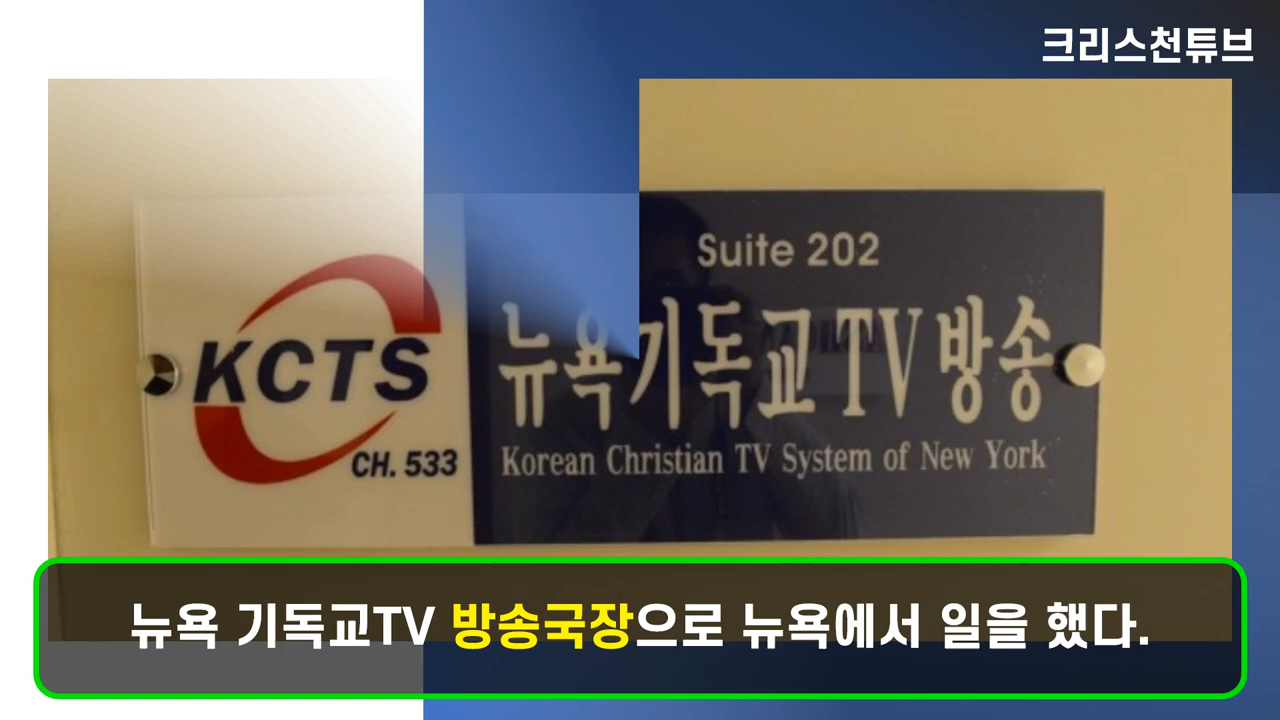 크리스천튜브
Suite 202
KCTS
CH. 533
뉴욕기독교TV 방송
Korean Christian TV System of New York
뉴욕 기독교TV 방송국장으로 뉴욕에서 일을 했다.